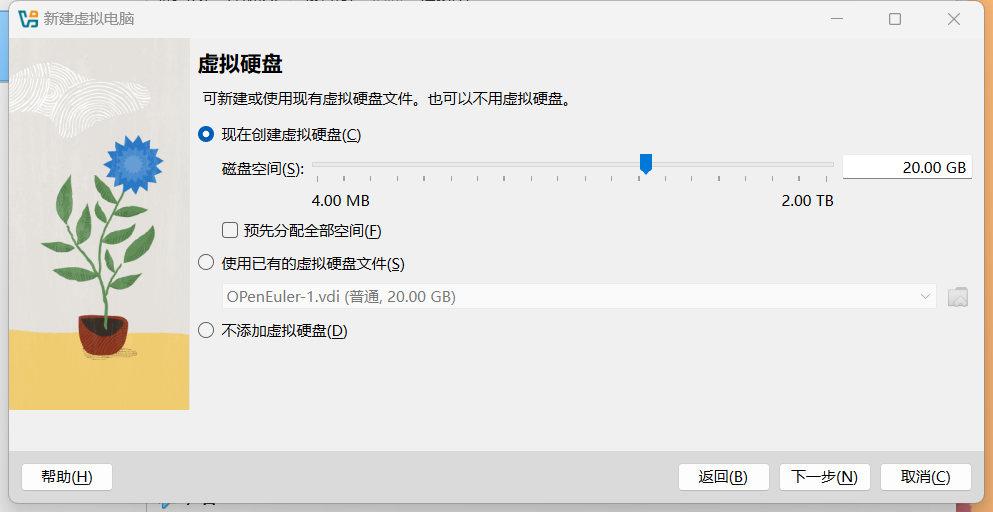 新建虚拟电脑
虚拟硬盘
可新建或使用现有虚拟硬盘文件。也可以不用虚拟硬盘。
现在创建虚拟硬盘(C)
磁盘空间(S):
20.00 GB
4.00 MB
2.00 TB
预先分配全部空间(F)
使用已有的虚拟硬盘文件(S)
OPenEuler-1.vdi (普通, 20.00 GB)
不添加虚拟硬盘(D)
帮助(H)
返回(B)
下一步(N)
取消(C)